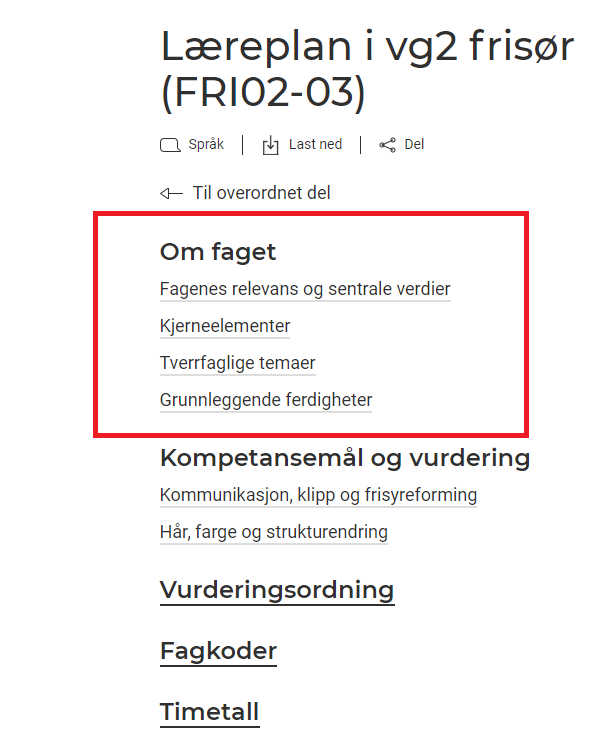 Læreplan i vg2 frisør
(FRI02-03)
Språk Last ned Del
Til overordnet del
Om faget
Fagenes relevans og sentrale verdier
Kjerneelementer
Tverrfaglige temaer
Grunnleggende ferdigheter
Kompetansemål og vurdering
Kommunikasjon, klipp og frisyreforming
Hår, farge og strukturendring
Vurderingsordning
Fagkoder
Timetall